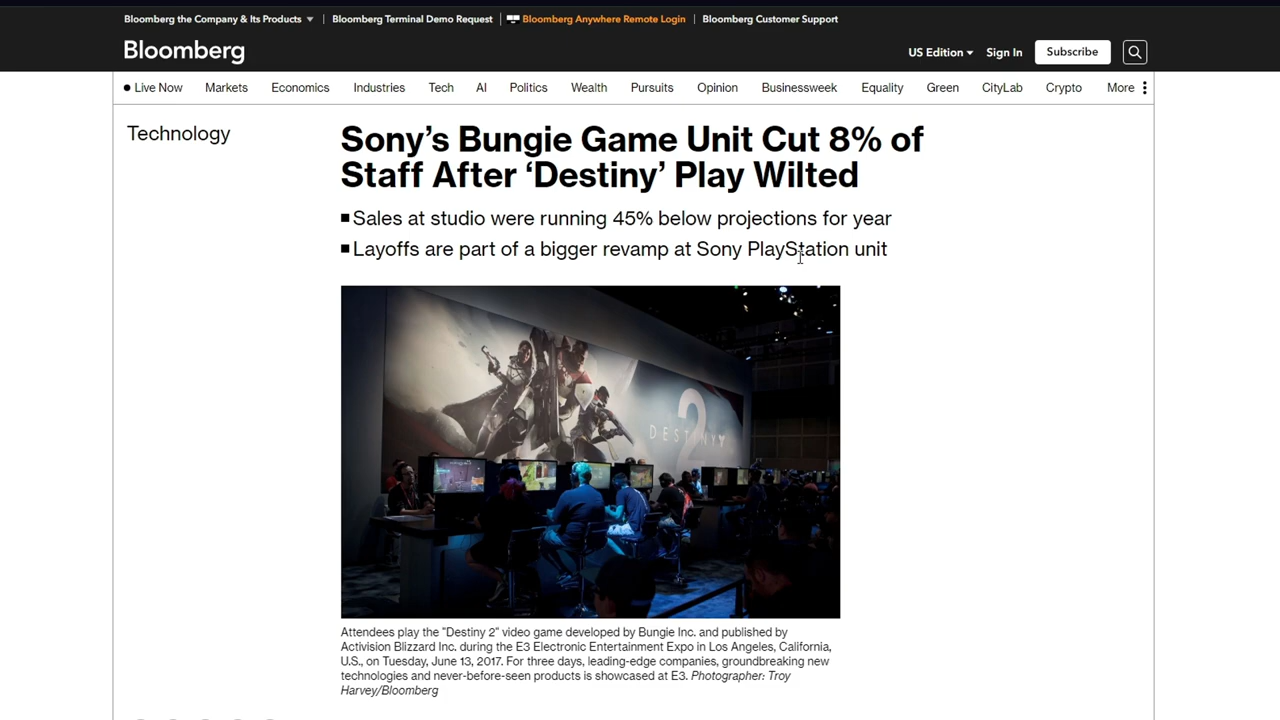 Bloomberg the Company & Its Products ▼ Bloomberg Terminal Demo Request Bloomberg Anywhere Remote Login Bloomberg Customer Support
Bloomberg US Edition ▾ Sign In Subscribe
● Live Now Markets Economics Industries Tech AI Politics Wealth Pursuits Opinion Businessweek Equality Green CityLab Crypto More
Technology
Sony’s Bungie Game Unit Cut 8% of
Staff After ‘Destiny’ Play Wilted
■ Sales at studio were running 45% below projections for year
■ Layoffs are part of a bigger revamp at Sony PlayStation unit
2
DESTINY
Attendees play the "Destiny 2" video game developed by Bungie Inc. and published by
Activision Blizzard Inc. during the E3 Electronic Entertainment Expo in Los Angeles, California,
U.S., on Tuesday, June 13, 2017. For three days, leading-edge companies, groundbreaking new
technologies and never-before-seen products is showcased at E3. Photographer: Troy
Harvey/Bloomberg